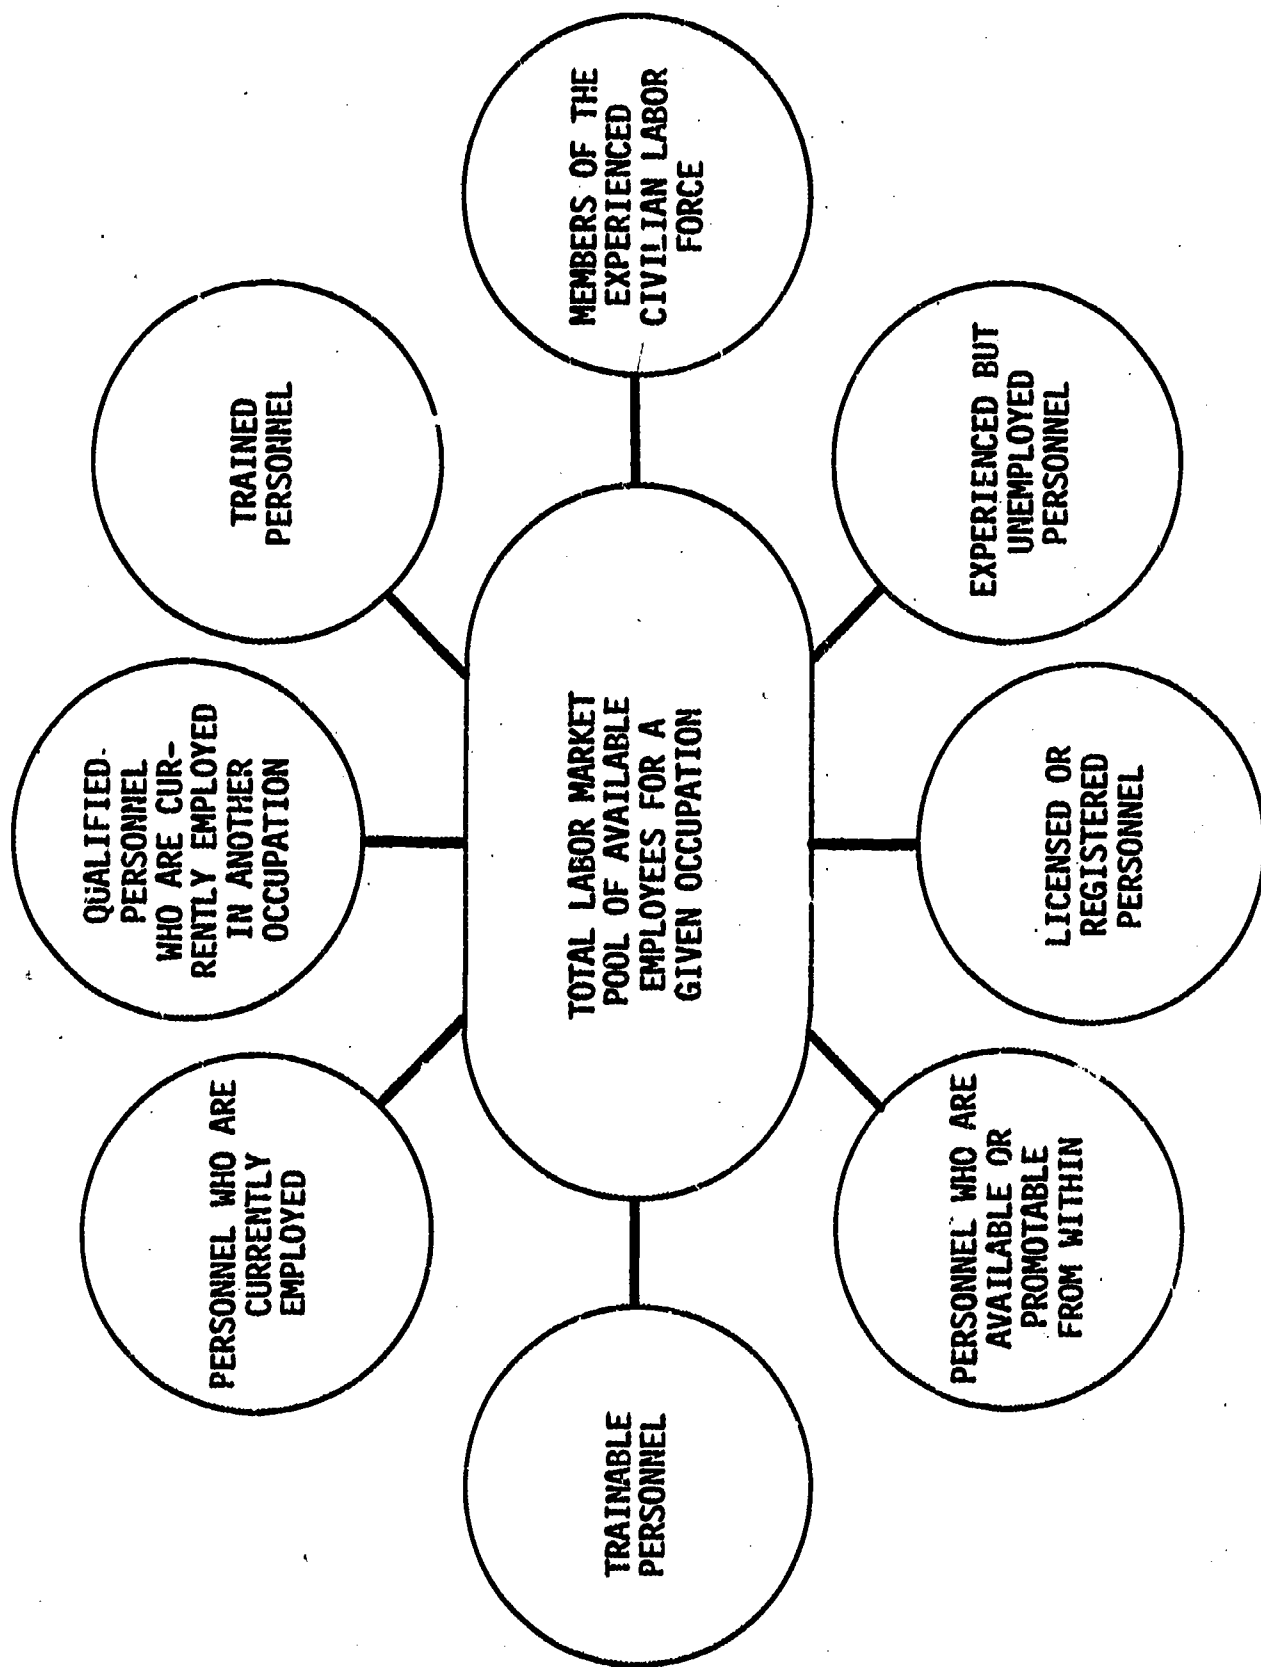 QUALIFIED
PERSONNEL
WHO ARE CUR-
RENTLY EMPLOYED
IN ANOTHER
OCCUPATION
PERSONNEL WHO ARE
CURRENTLY
EMPLOYED
TRAINED
PERSONNEL
TRAINABLE
PERSONNEL
TOTAL LABOR MARKET
POOL OF AVAILABLE
EMPLOYEES FOR A
GIVEN OCCUPATION
MEMBERS OF THE
EXPERIENCED
CIVILIAN LABOR
FORCE
PERSONNEL WHO ARE
AVAILABLE OR
PROMOTABLE
FROM WITHIN
EXPERIENCED BUT
UNEMPLOYED
PERSONNEL
LICENSED OR
REGISTERED
PERSONNEL